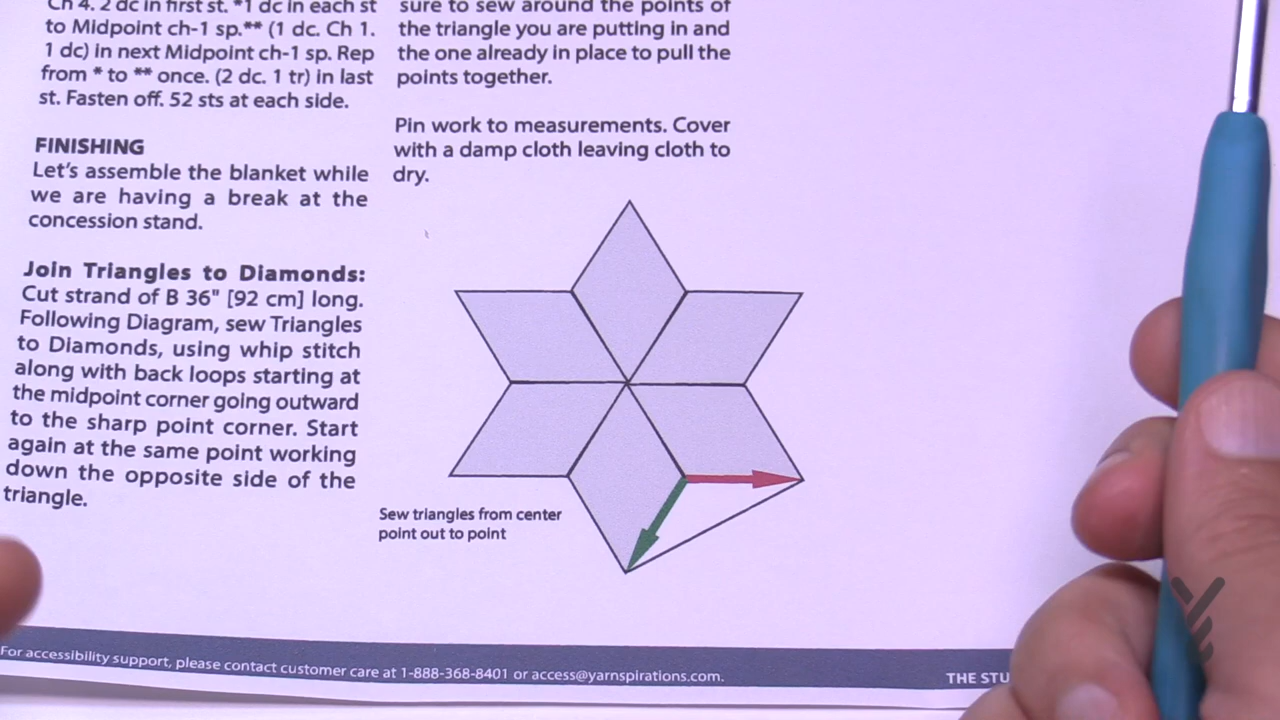 Ch 4. 2 dc in first st. *1 dc in each st
to Midpoint ch-1 sp.** (1 dc. Ch 1.
1 dc) in next Midpoint ch-1 sp. Rep
from * to ** once. (2 dc. 1 tr) in last
st. Fasten off. 52 sts at each side.
FINISHING
Let's assemble the blanket while
we are having a break at the
concession stand.
Join Triangles to Diamonds:
Cut strand of B 36" [92 cm] long.
Following Diagram, sew Triangles
to Diamonds, using whip stitch
along with back loops starting at
the midpoint corner going outward
to the sharp point corner. Start
again at the same point working
down the opposite side of the
triangle.
sure to sew around the points of
the triangle you are putting in and
the one already in place to pull the
points together.
Pin work to measurements. Cover
with a damp cloth leaving cloth to
dry.
Sew triangles from center
point out to point
For accessibility support, please contact customer care at 1-888-368-8401 or access@yarnspirations.com.
THE STU